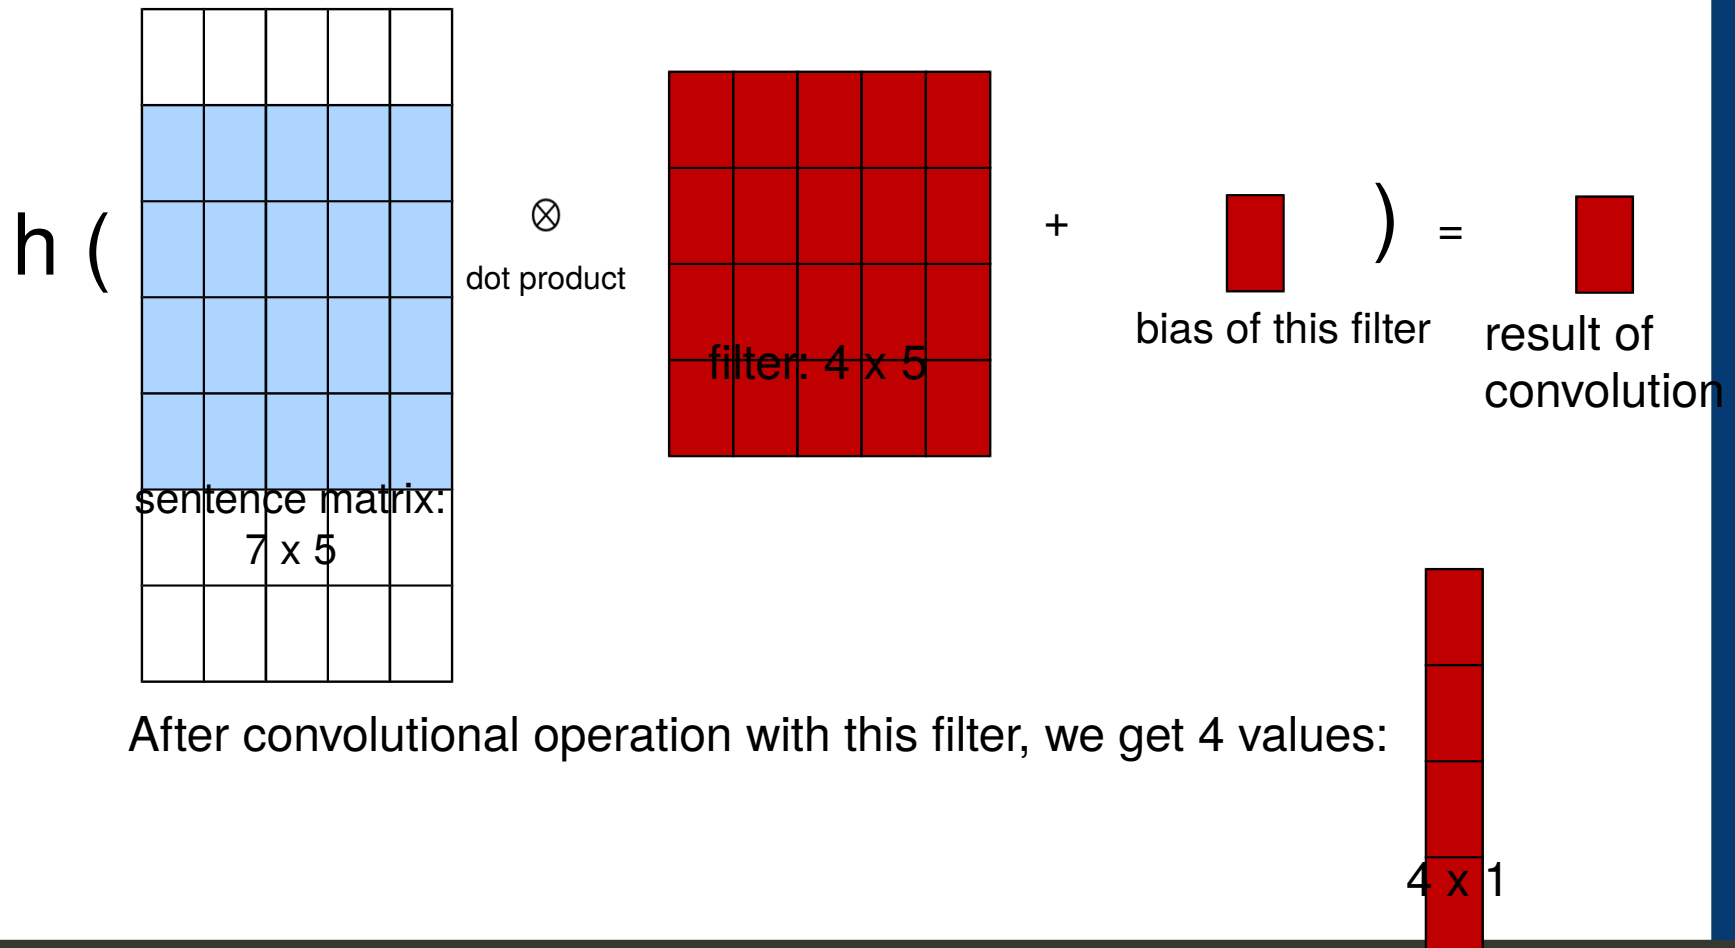 h ( ⊗ + ) =
dot product
bias of this filter
result of
convolution
filter: 4 x 5
sentence matrix:
7 x 5
After convolutional operation with this filter, we get 4 values:
4 x 1